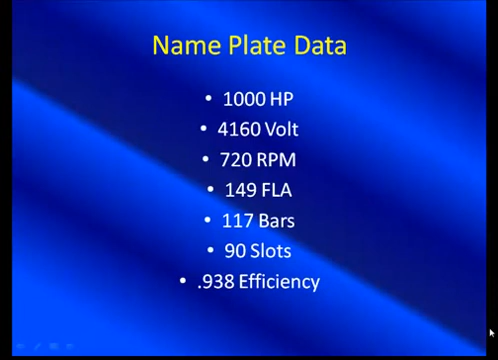 Name Plate Data
• 1000 HP
• 4160 Volt
• 720 RPM
• 149 FLA
• 117 Bars
• 90 Slots
• .938 Efficiency